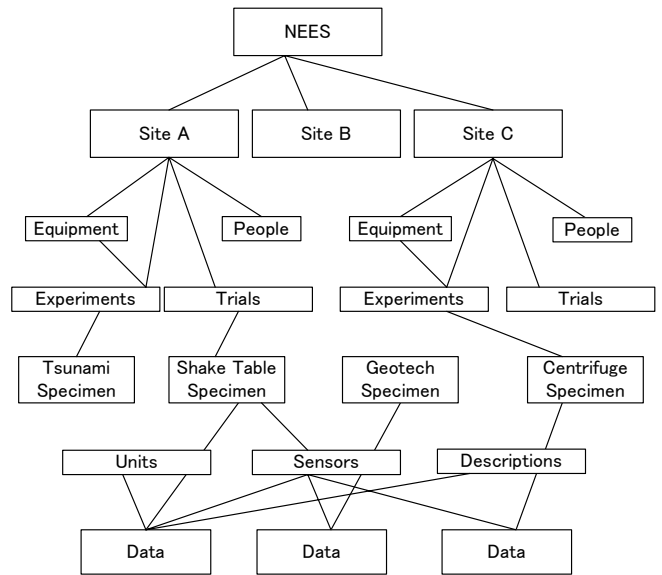 NEES
Site A
Site B
Site C
Equipment
People
Equipment
People
Experiments
Trials
Experiments
Trials
Tsunami
Specimen
Shake Table
Specimen
Geotech
Specimen
Centrifuge
Specimen
Units
Sensors
Descriptions
Data
Data
Data